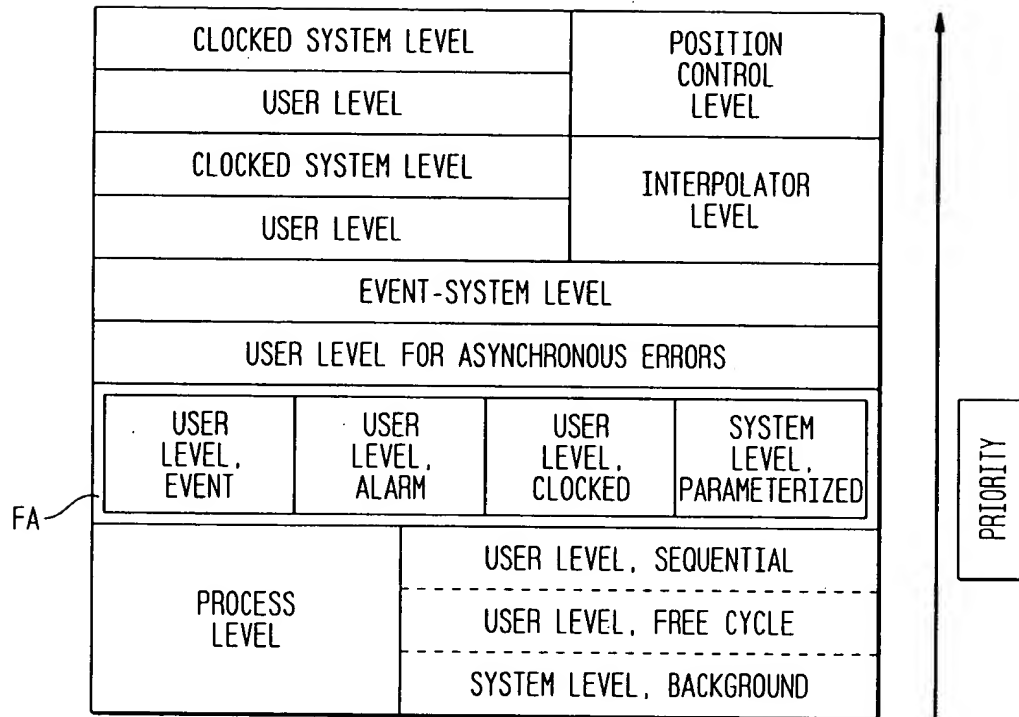 CLOCKED SYSTEM LEVEL
USER LEVEL
POSITION
CONTROL
LEVEL
CLOCKED SYSTEM LEVEL
USER LEVEL
INTERPOLATOR
LEVEL
EVENT-SYSTEM LEVEL
USER LEVEL FOR ASYNCHRONOUS ERRORS
USER
LEVEL,
EVENT
USER
LEVEL,
ALARM
USER
LEVEL,
CLOCKED
SYSTEM
LEVEL,
PARAMETERIZED
FA
PROCESS
LEVEL
USER LEVEL, SEQUENTIAL
USER LEVEL, FREE CYCLE
SYSTEM LEVEL, BACKGROUND
PRIORITY